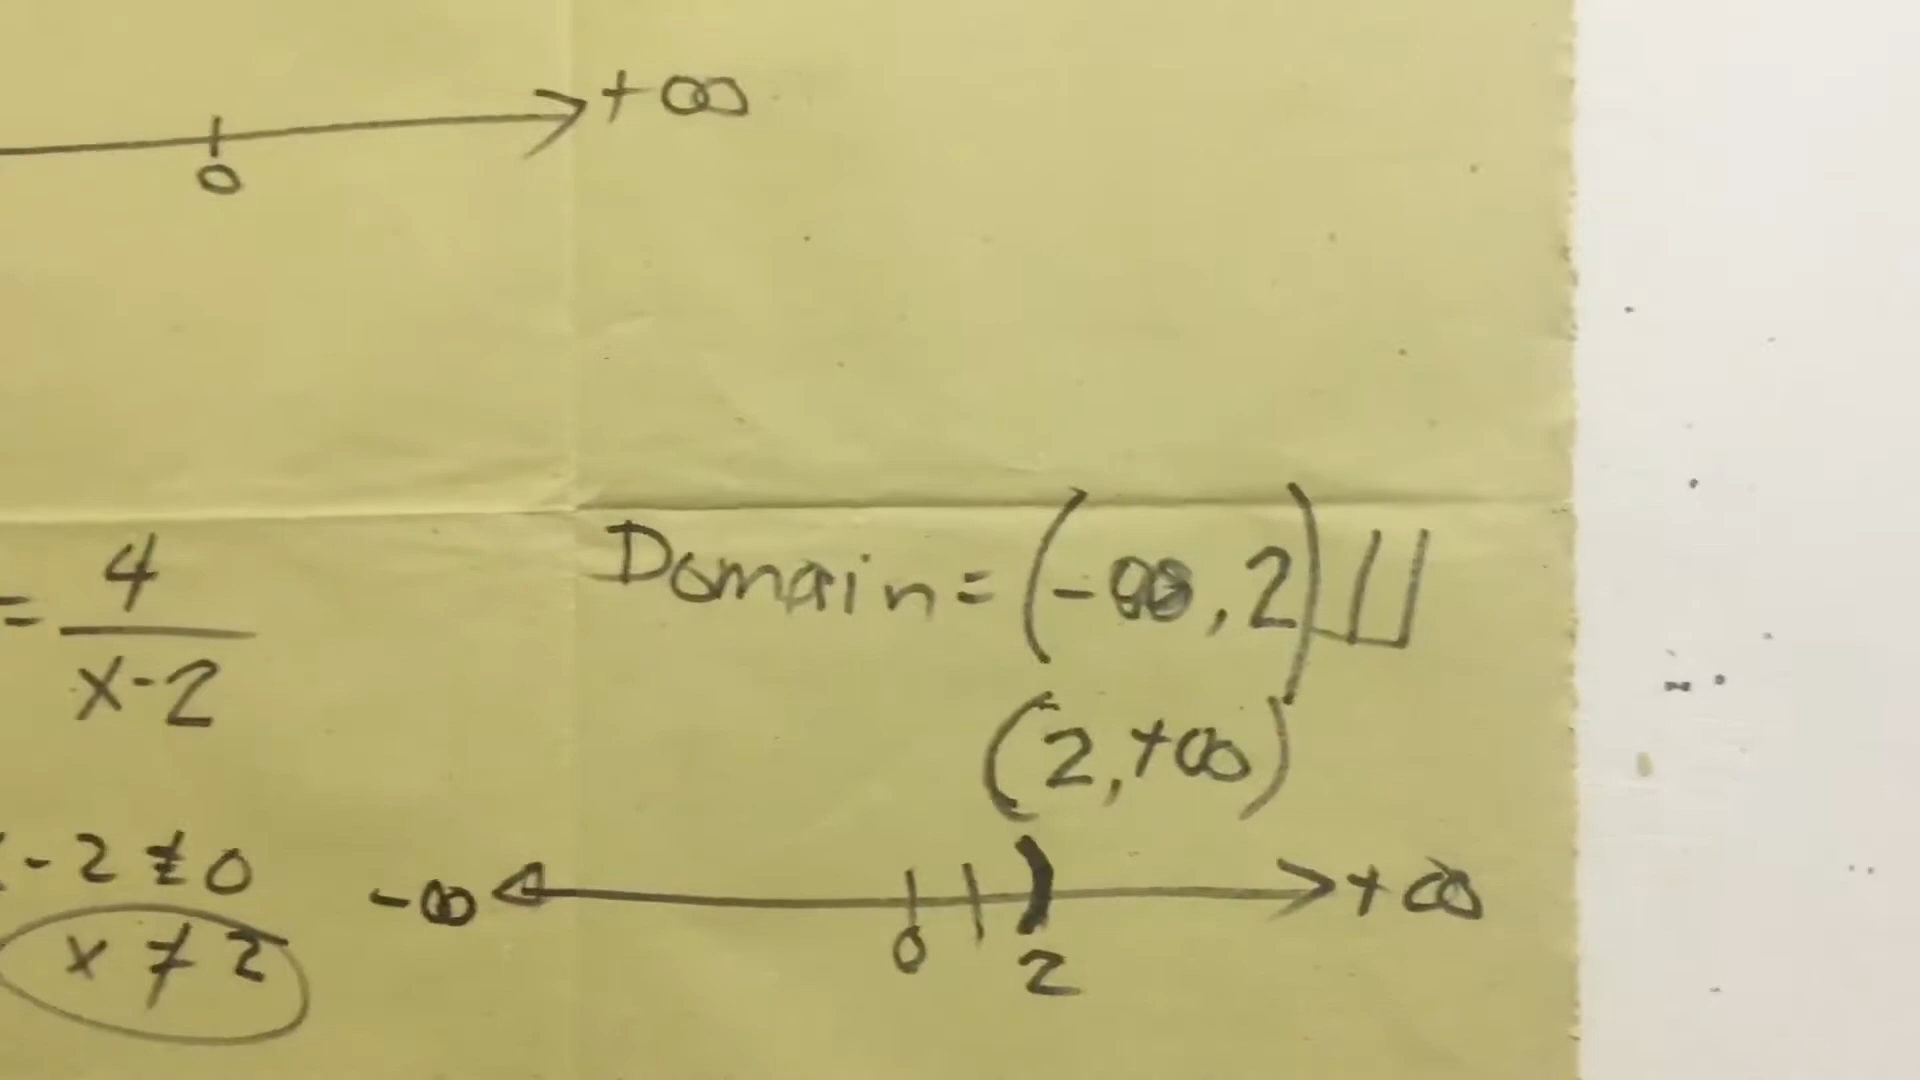 +∞
0
= 4
x-2
Domain = (-∞, 2) ∪
(2, +∞)
- 2 ≠ 0
x ≠ 2
-∞ +∞
0 2